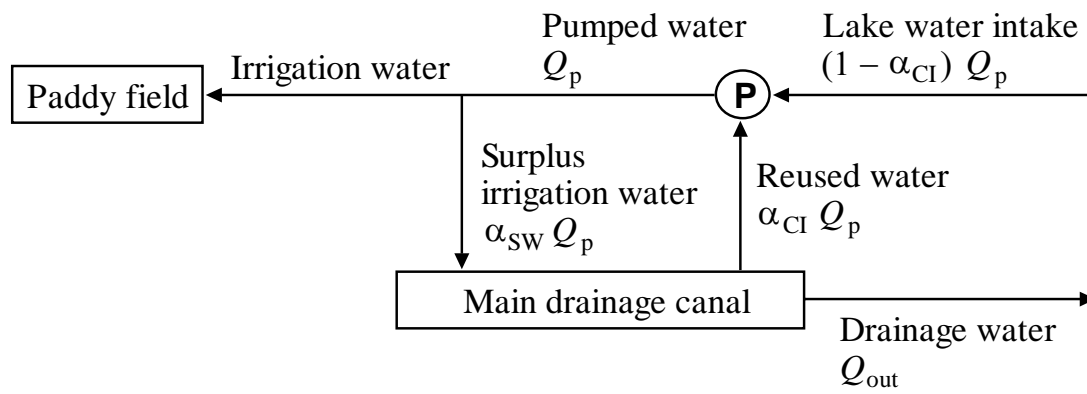 Pumped water
Q_p
Lake water intake
(1 – α_CI) Q_p
Irrigation water
Paddy field
P
Surplus
irrigation water
α_SW Q_p
Reused water
α_CI Q_p
Main drainage canal
Drainage water
Q_out